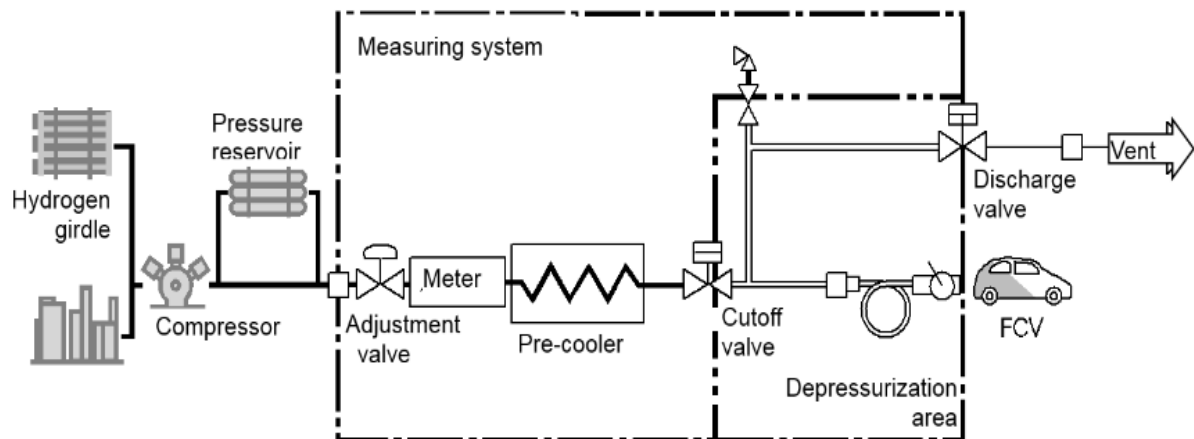 Measuring system
Pressure
reservoir
Hydrogen
girdle
Vent
Discharge
valve
Meter
Compressor
Adjustment
valve
Pre-cooler
Cutoff
valve
FCV
Depressurization
area